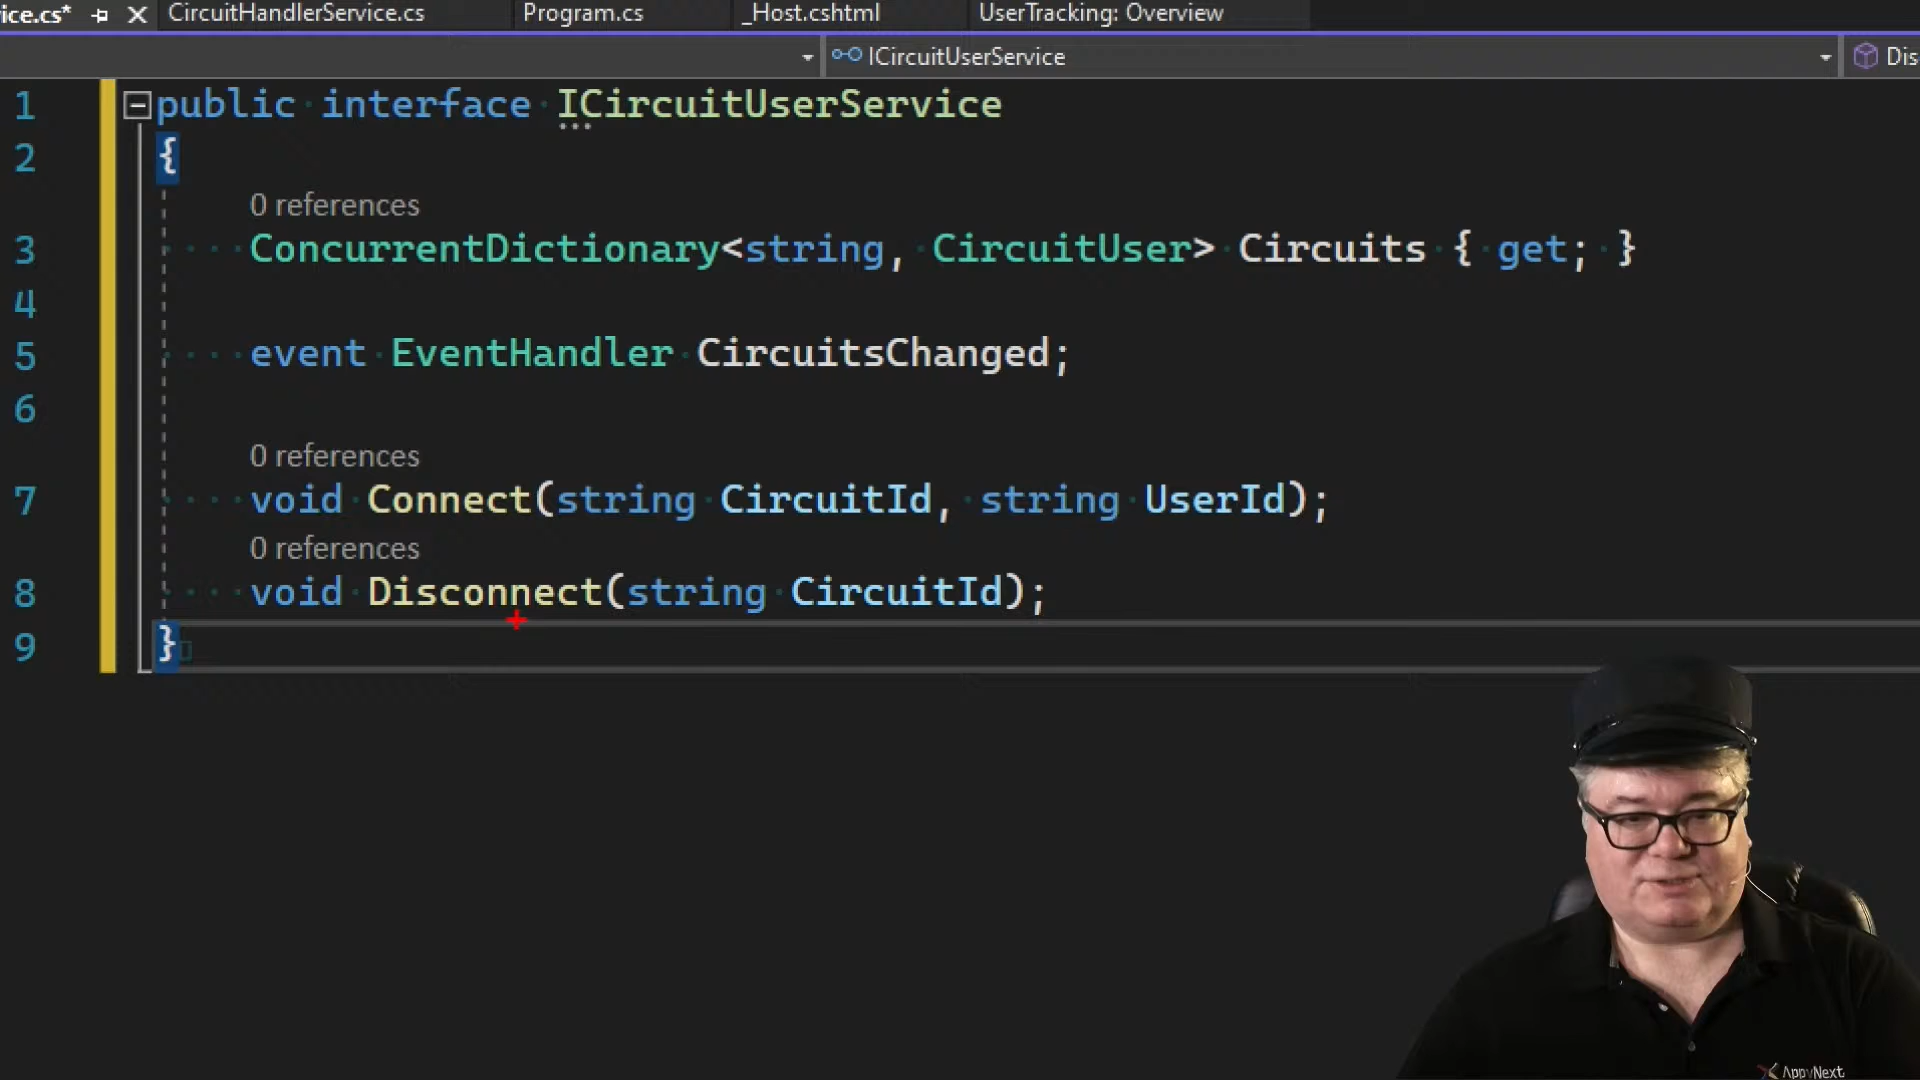 ice.cs* CircuitHandlerService.cs Program.cs _Host.cshtml UserTracking: Overview
ICircuitUserService Dis
1 public interface ICircuitUserService
2 {
0 references
3 ConcurrentDictionary<string, CircuitUser> Circuits { get; }
4
5 event EventHandler CircuitsChanged;
6
0 references
7 void Connect(string CircuitId, string UserId);
0 references
8 void Disconnect(string CircuitId);
9 }
AppvNext